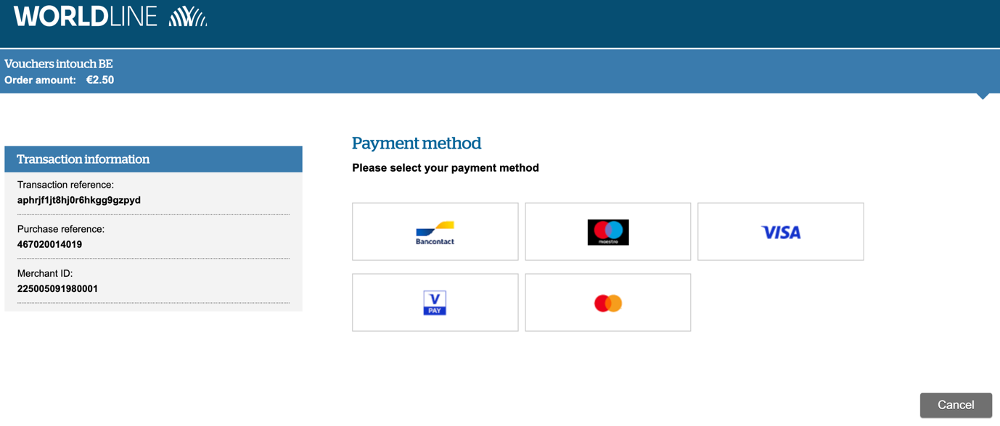 WORLDLINE
Vouchers intouch BE
Order amount: €2.50
Transaction information
Transaction reference:
aphrjf1jt8hj0r6hkgg9gzpyd
Purchase reference:
467020014019
Merchant ID:
225005091980001
Payment method
Please select your payment method
Bancontact
maestro
VISA
V
PAY
Cancel